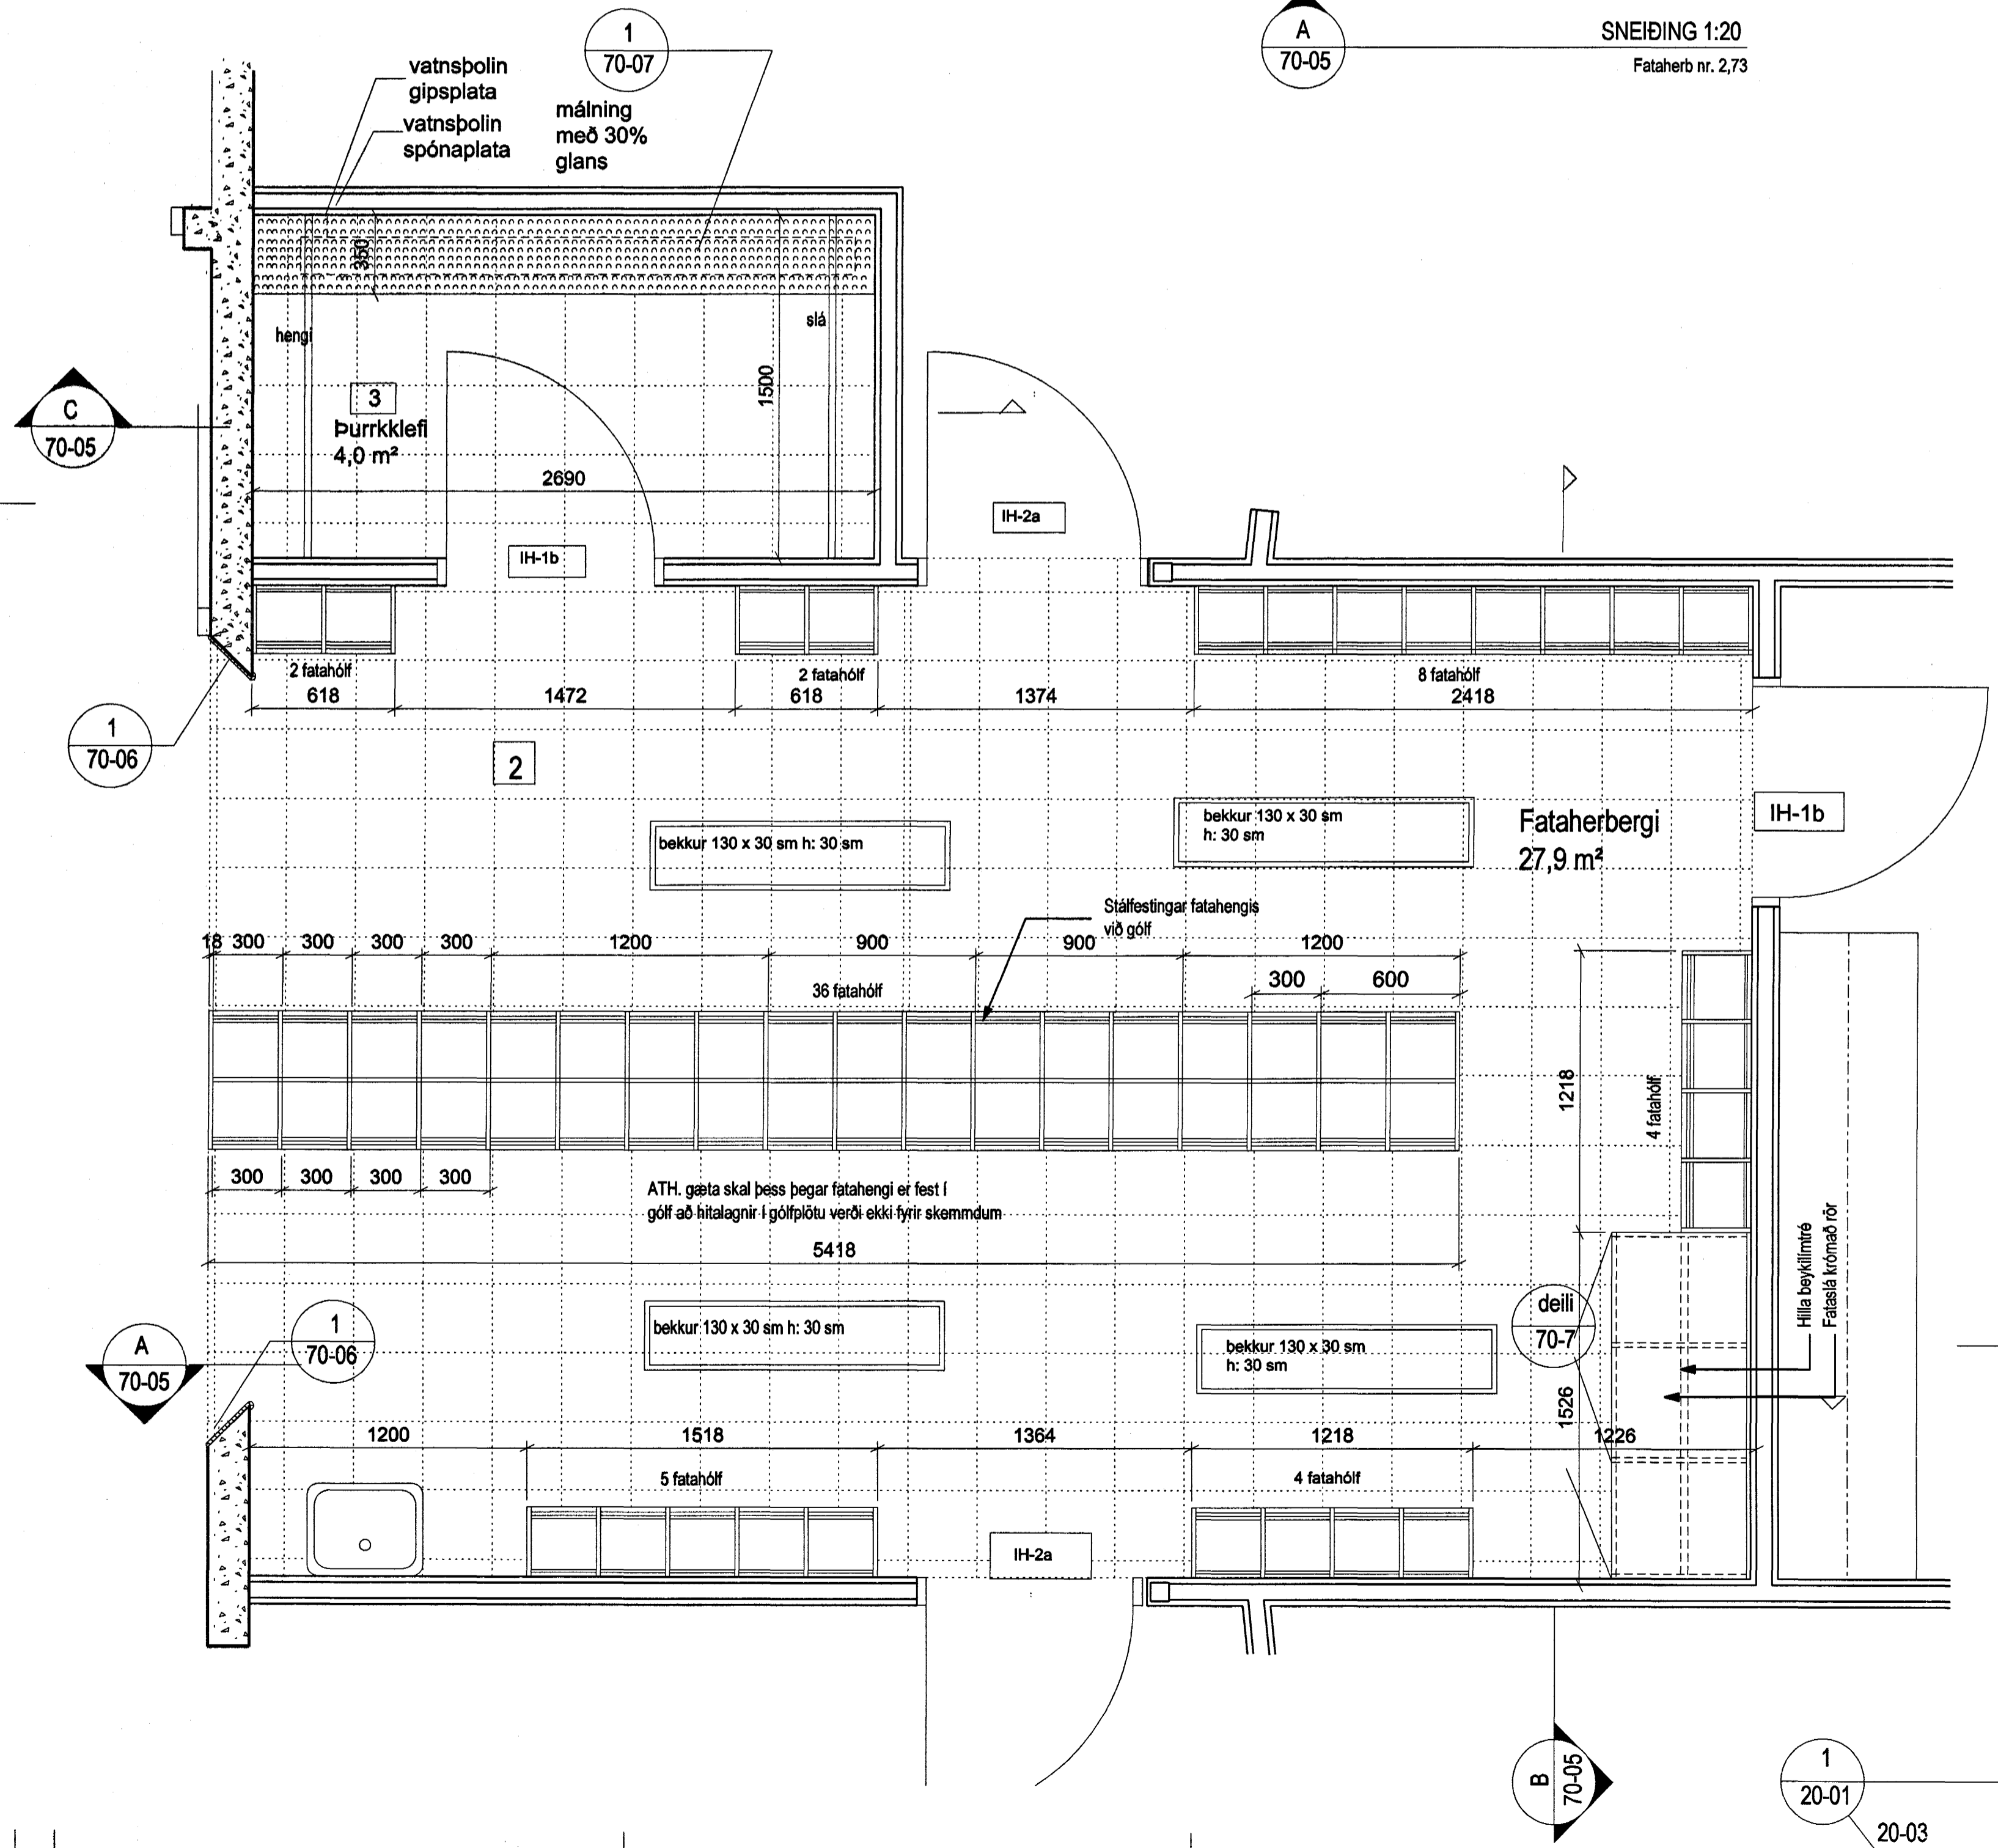 1
70-07
A
70-05
SNEIÐING 1:20
Fataherb nr. 2,73
vatnsþolin
gipsplata
vatnsþolin
spónaplata
málning
með 30%
glans
350
hengi
slá
1500
3
Þurrkklefi
4,0 m²
2690
C
70-05
IH-1b
IH-2a
2 fatahólf
2 fatahólf
8 fatahólf
618
1472
618
1374
2418
1
70-06
2
bekkur 130 x 30 sm h: 30 sm
bekkur 130 x 30 sm
h: 30 sm
Fataherbergi
27,9 m²
IH-1b
Stálfestingar fatahengis
við gólf
18
300
300
300
300
1200
900
900
1200
300
600
36 fatahólf
1218
4 fatahólf
300
300
300
300
ATH. gæta skal þess þegar fatahengi er fest í
gólf að hitalagnir í gólfplötu verði ekki fyrir skemmdum
5418
Hilla beykilímtré
Fataslá krómað rör
deili
70-7
1526
bekkur 130 x 30 sm h: 30 sm
bekkur 130 x 30 sm
h: 30 sm
1
70-06
A
70-05
1200
1518
1364
1218
1226
5 fatahólf
4 fatahólf
IH-2a
B
70-05
1
20-01
20-03